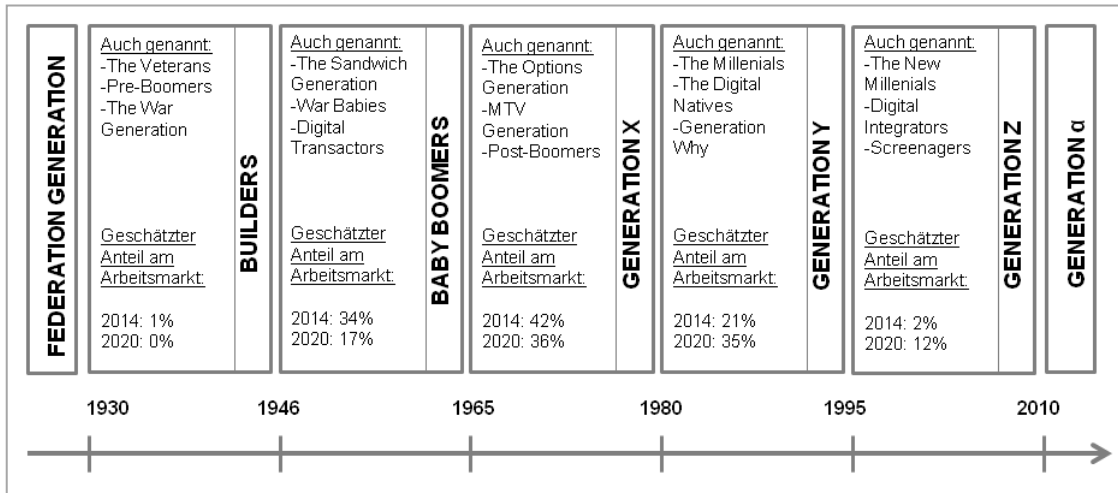 FEDERATION GENERATION
Auch genannt:
-The Veterans
-Pre-Boomers
-The War
Generation
Geschätzter
Anteil am
Arbeitsmarkt:
2014: 1%
2020: 0%
BUILDERS
Auch genannt:
-The Sandwich
Generation
-War Babies
-Digital
Transactors
Geschätzter
Anteil am
Arbeitsmarkt:
2014: 34%
2020: 17%
BABY BOOMERS
Auch genannt:
-The Options
Generation
-MTV
Generation
-Post-Boomers
Geschätzter
Anteil am
Arbeitsmarkt:
2014: 42%
2020: 36%
GENERATION X
Auch genannt:
-The Millenials
-The Digital
Natives
-Generation
Why
Geschätzter
Anteil am
Arbeitsmarkt:
2014: 21%
2020: 35%
GENERATION Y
Auch genannt:
-The New
Millenials
-Digital
Integrators
-Screenagers
Geschätzter
Anteil am
Arbeitsmarkt:
2014: 2%
2020: 12%
GENERATION Z
GENERATION α
1930
1946
1965
1980
1995
2010